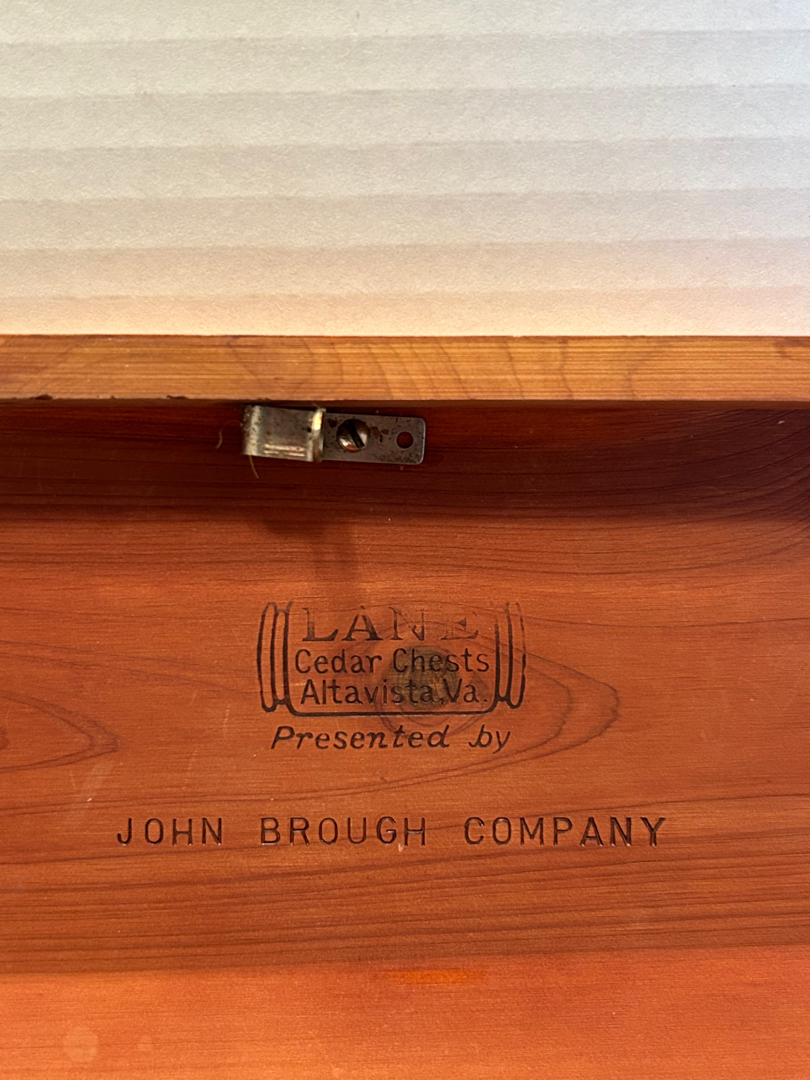 LANE
Cedar Chests
Altavista, Va.
Presented by
JOHN BROUGH COMPANY